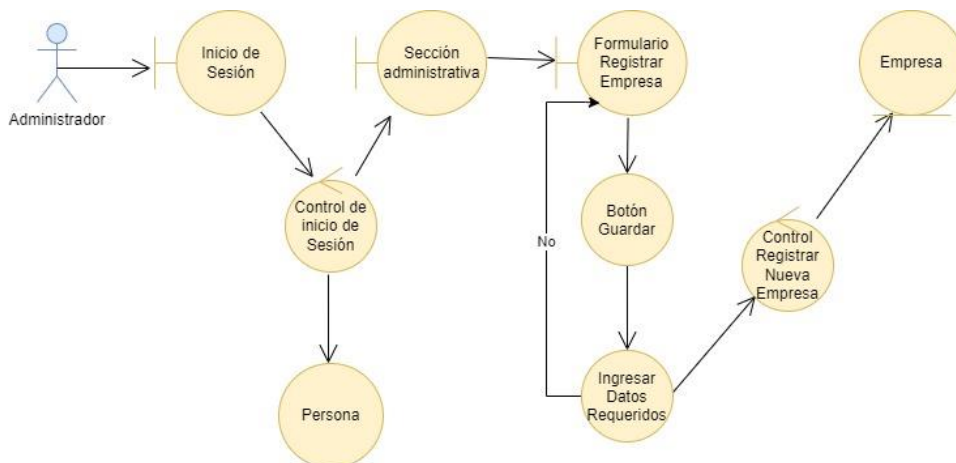 Administrador
Inicio de
Sesión
Sección
administrativa
Formulario
Registrar
Empresa
Empresa
Control de
inicio de
Sesión
Botón
Guardar
No
Control
Registrar
Nueva
Empresa
Persona
Ingresar
Datos
Requeridos